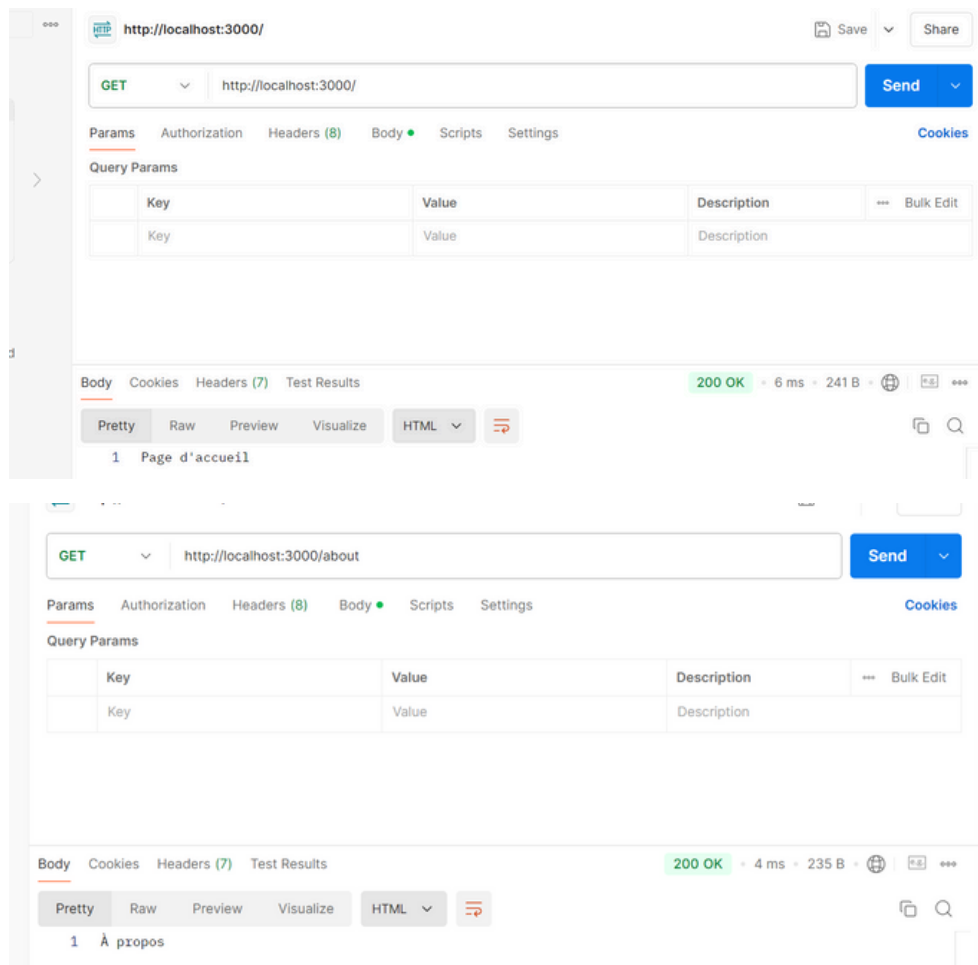 HTTP http://localhost:3000/ Save Share
GET http://localhost:3000/ Send
Params Authorization Headers (8) Body Scripts Settings Cookies
Query Params
Key Value Description Bulk Edit
Key Value Description
d
Body Cookies Headers (7) Test Results 200 OK 6 ms 241 B
Pretty Raw Preview Visualize HTML
1 Page d'accueil
GET http://localhost:3000/about Send
Params Authorization Headers (8) Body Scripts Settings Cookies
Query Params
Key Value Description Bulk Edit
Key Value Description
Body Cookies Headers (7) Test Results 200 OK 4 ms 235 B
Pretty Raw Preview Visualize HTML
1 À propos